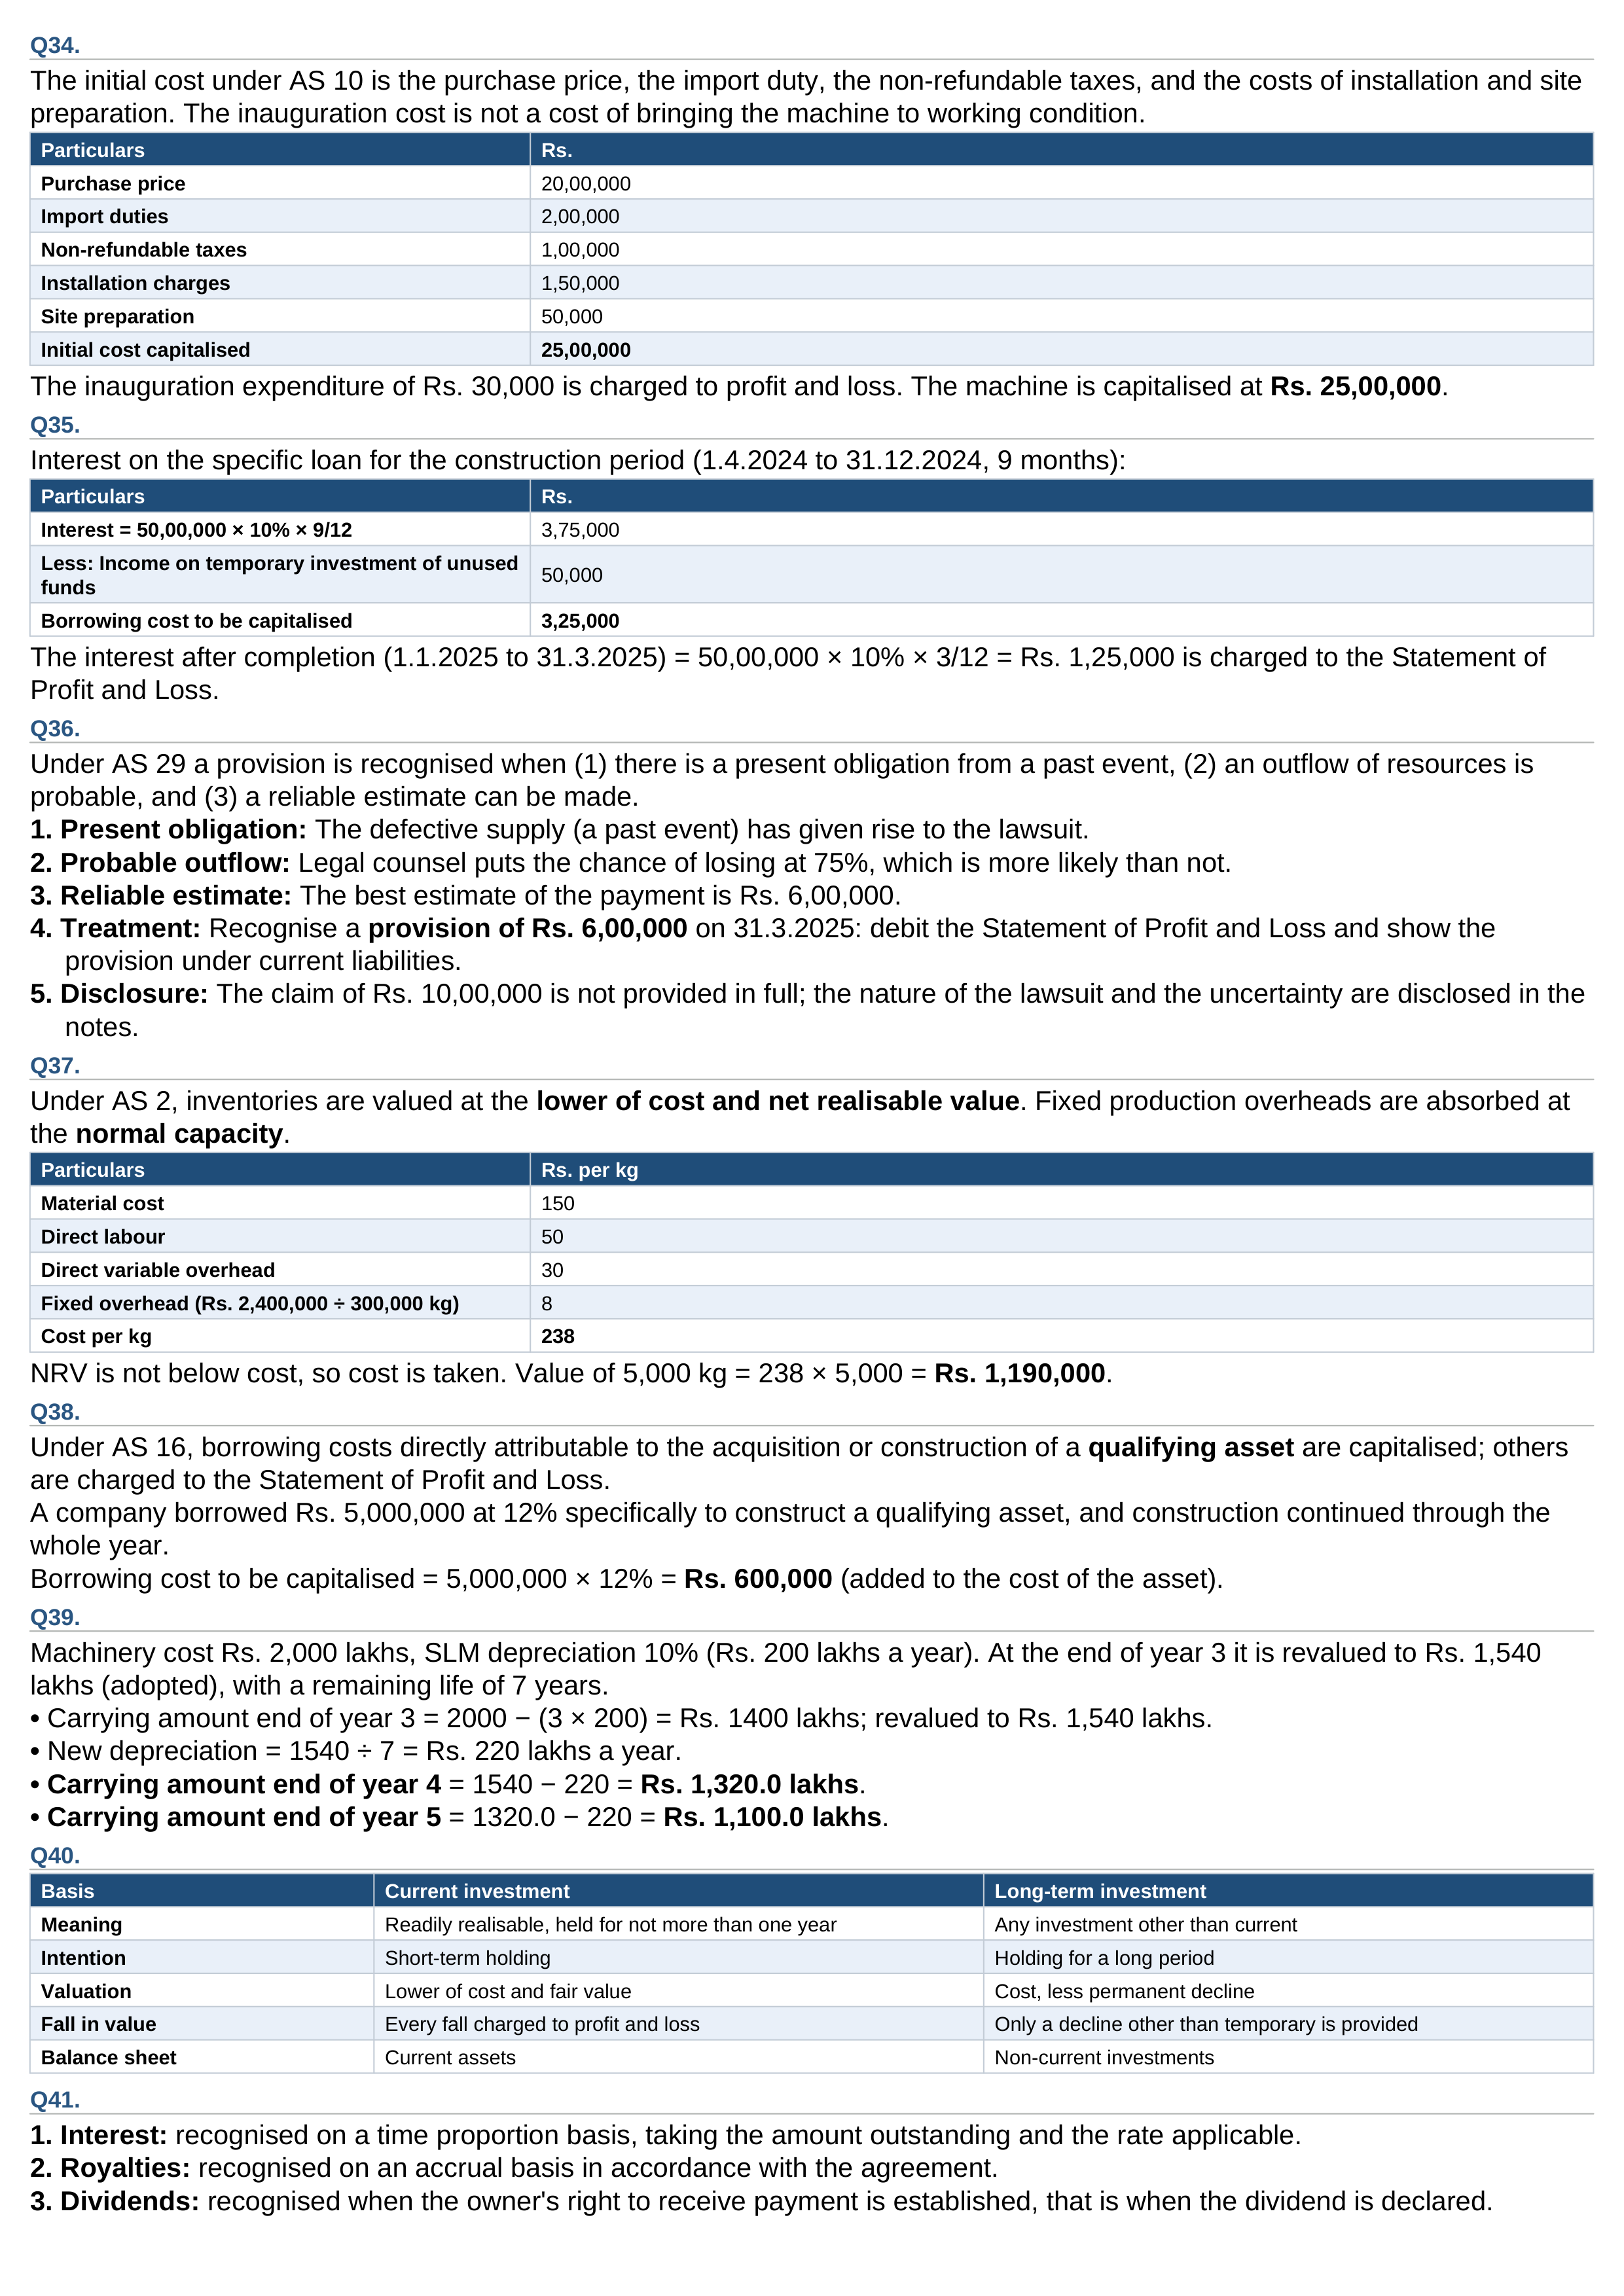 Q34.
The initial cost under AS 10 is the purchase price, the import duty, the non-refundable taxes, and the costs of installation and site
preparation. The inauguration cost is not a cost of bringing the machine to working condition.
Particulars Rs.
Purchase price 20,00,000
Import duties 2,00,000
Non-refundable taxes 1,00,000
Installation charges 1,50,000
Site preparation 50,000
Initial cost capitalised 25,00,000
The inauguration expenditure of Rs. 30,000 is charged to profit and loss. The machine is capitalised at Rs. 25,00,000.
Q35.
Interest on the specific loan for the construction period (1.4.2024 to 31.12.2024, 9 months):
Particulars Rs.
Interest = 50,00,000 × 10% × 9/12 3,75,000
Less: Income on temporary investment of unused
funds 50,000
Borrowing cost to be capitalised 3,25,000
The interest after completion (1.1.2025 to 31.3.2025) = 50,00,000 × 10% × 3/12 = Rs. 1,25,000 is charged to the Statement of
Profit and Loss.
Q36.
Under AS 29 a provision is recognised when (1) there is a present obligation from a past event, (2) an outflow of resources is
probable, and (3) a reliable estimate can be made.
1. Present obligation: The defective supply (a past event) has given rise to the lawsuit.
2. Probable outflow: Legal counsel puts the chance of losing at 75%, which is more likely than not.
3. Reliable estimate: The best estimate of the payment is Rs. 6,00,000.
4. Treatment: Recognise a provision of Rs. 6,00,000 on 31.3.2025: debit the Statement of Profit and Loss and show the
provision under current liabilities.
5. Disclosure: The claim of Rs. 10,00,000 is not provided in full; the nature of the lawsuit and the uncertainty are disclosed in the
notes.
Q37.
Under AS 2, inventories are valued at the lower of cost and net realisable value. Fixed production overheads are absorbed at
the normal capacity.
Particulars Rs. per kg
Material cost 150
Direct labour 50
Direct variable overhead 30
Fixed overhead (Rs. 2,400,000 ÷ 300,000 kg) 8
Cost per kg 238
NRV is not below cost, so cost is taken. Value of 5,000 kg = 238 × 5,000 = Rs. 1,190,000.
Q38.
Under AS 16, borrowing costs directly attributable to the acquisition or construction of a qualifying asset are capitalised; others
are charged to the Statement of Profit and Loss.
A company borrowed Rs. 5,000,000 at 12% specifically to construct a qualifying asset, and construction continued through the
whole year.
Borrowing cost to be capitalised = 5,000,000 × 12% = Rs. 600,000 (added to the cost of the asset).
Q39.
Machinery cost Rs. 2,000 lakhs, SLM depreciation 10% (Rs. 200 lakhs a year). At the end of year 3 it is revalued to Rs. 1,540
lakhs (adopted), with a remaining life of 7 years.
• Carrying amount end of year 3 = 2000 − (3 × 200) = Rs. 1400 lakhs; revalued to Rs. 1,540 lakhs.
• New depreciation = 1540 ÷ 7 = Rs. 220 lakhs a year.
• Carrying amount end of year 4 = 1540 − 220 = Rs. 1,320.0 lakhs.
• Carrying amount end of year 5 = 1320.0 − 220 = Rs. 1,100.0 lakhs.
Q40.
Basis Current investment Long-term investment
Meaning Readily realisable, held for not more than one year Any investment other than current
Intention Short-term holding Holding for a long period
Valuation Lower of cost and fair value Cost, less permanent decline
Fall in value Every fall charged to profit and loss Only a decline other than temporary is provided
Balance sheet Current assets Non-current investments
Q41.
1. Interest: recognised on a time proportion basis, taking the amount outstanding and the rate applicable.
2. Royalties: recognised on an accrual basis in accordance with the agreement.
3. Dividends: recognised when the owner's right to receive payment is established, that is when the dividend is declared.